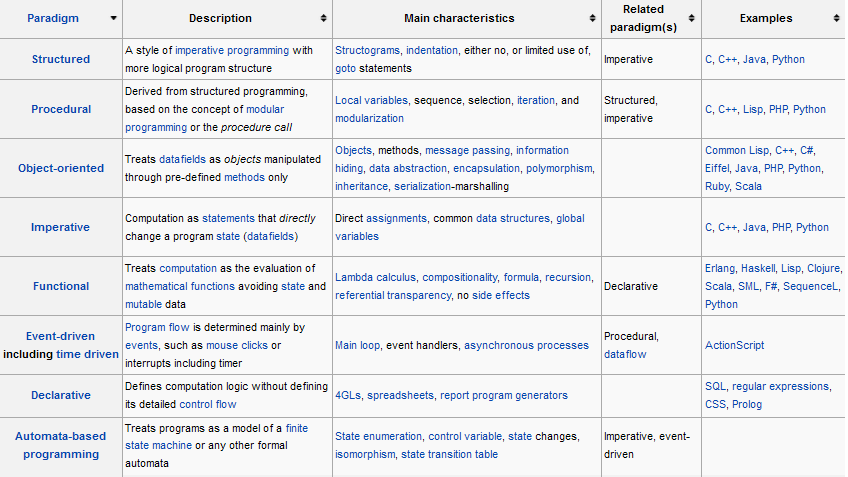 Paradigm Description Main characteristics Related paradigm(s) Examples
Structured
A style of imperative programming with
more logical program structure
Structograms, indentation, either no, or limited use of,
goto statements
Imperative
C, C++, Java, Python
Procedural
Derived from structured programming,
based on the concept of modular
programming or the procedure call
Local variables, sequence, selection, iteration, and
modularization
Structured,
imperative
C, C++, Lisp, PHP, Python
Object-oriented
Treats datafields as objects manipulated
through pre-defined methods only
Objects, methods, message passing, information
hiding, data abstraction, encapsulation, polymorphism,
inheritance, serialization-marshalling
Common Lisp, C++, C#,
Eiffel, Java, PHP, Python,
Ruby, Scala
Imperative
Computation as statements that directly
change a program state (datafields)
Direct assignments, common data structures, global
variables
C, C++, Java, PHP, Python
Functional
Treats computation as the evaluation of
mathematical functions avoiding state and
mutable data
Lambda calculus, compositionality, formula, recursion,
referential transparency, no side effects
Declarative
Erlang, Haskell, Lisp, Clojure,
Scala, SML, F#, SequenceL,
Python
Event-driven
including time driven
Program flow is determined mainly by
events, such as mouse clicks or
interrupts including timer
Main loop, event handlers, asynchronous processes
Procedural,
dataflow
ActionScript
Declarative
Defines computation logic without defining
its detailed control flow
4GLs, spreadsheets, report program generators
SQL, regular expressions,
CSS, Prolog
Automata-based
programming
Treats programs as a model of a finite
state machine or any other formal
automata
State enumeration, control variable, state changes,
isomorphism, state transition table
Imperative, event-
driven